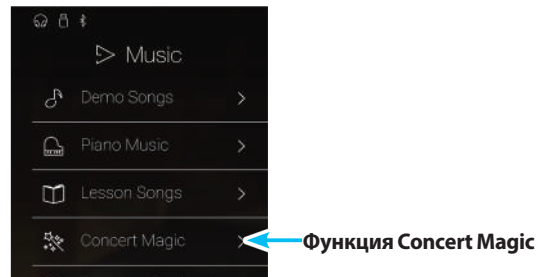 Music
Demo Songs
Piano Music
Lesson Songs
Concert Magic
Функция Concert Magic